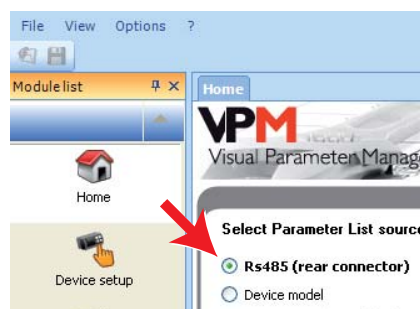 File View Options ?
Module list
Home
Home
Device setup
VPM
Visual Parameter Manag
Select Parameter List source
Rs485 (rear connector)
Device model